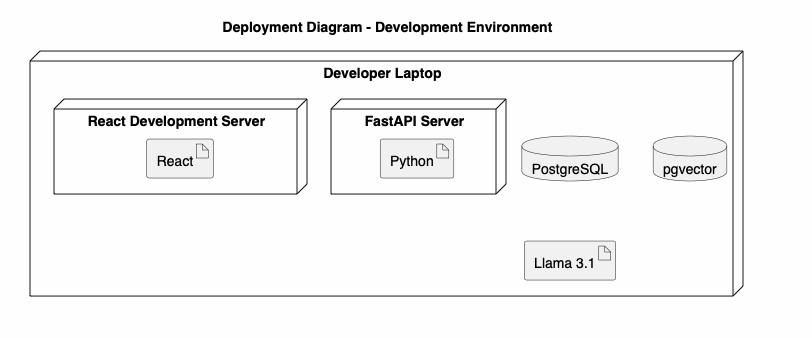 Deployment Diagram - Development Environment
Developer Laptop
React Development Server
React
FastAPI Server
Python
PostgreSQL
pgvector
Llama 3.1